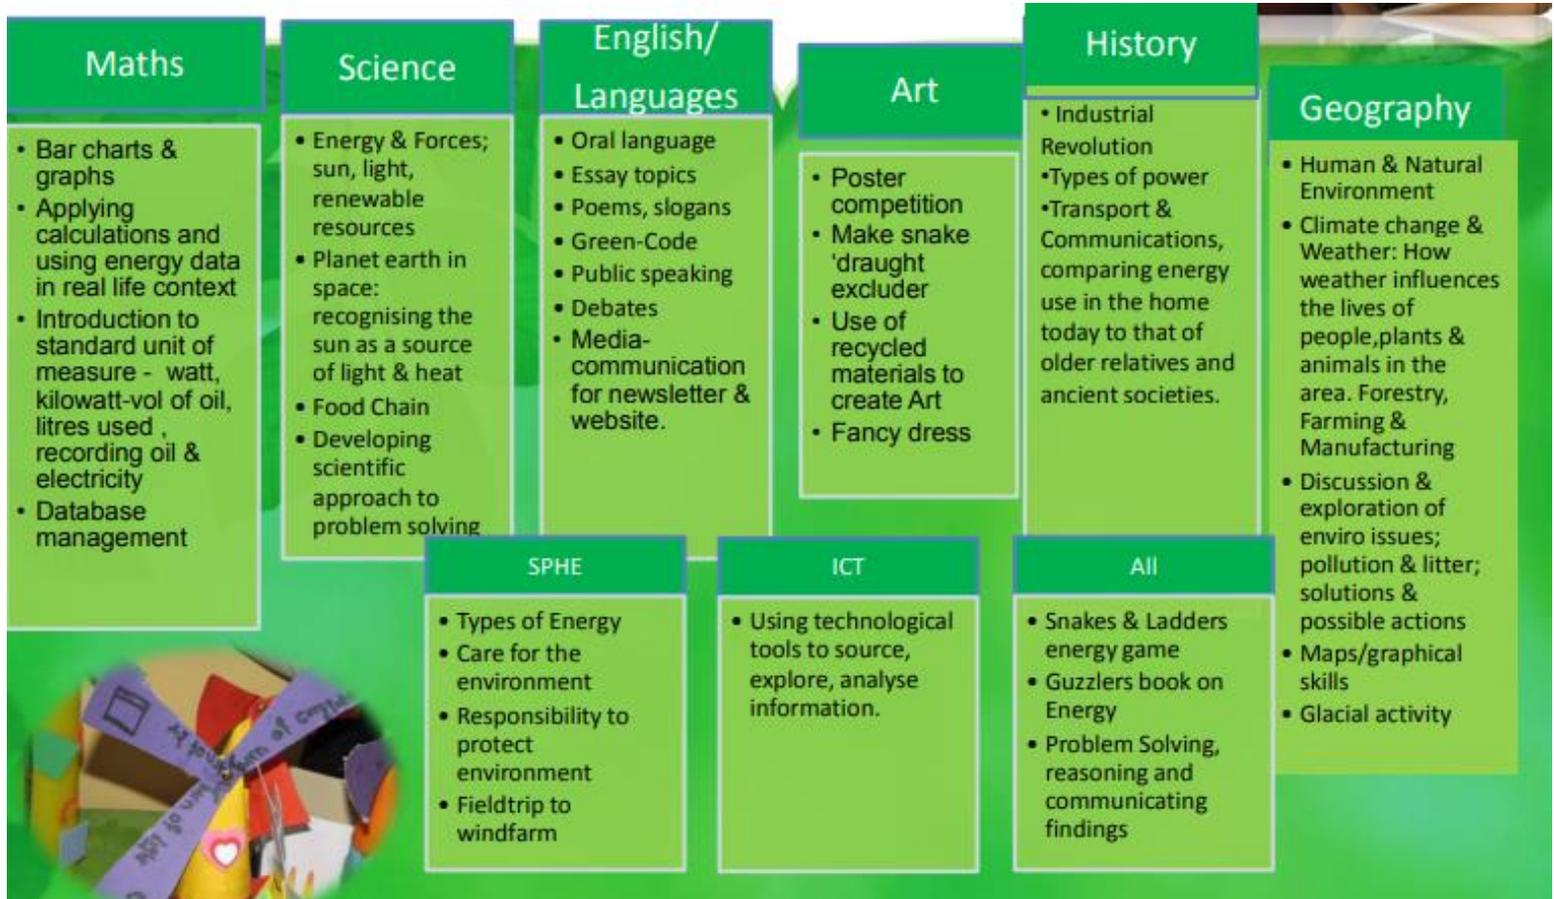 Maths
• Bar charts &
graphs
• Applying
calculations and
using energy data
in real life context
• Introduction to
standard unit of
measure - watt,
kilowatt-vol of oil,
litres used ,
recording oil &
electricity
• Database
management
Science
• Energy & Forces;
sun, light,
renewable
resources
• Planet earth in
space:
recognising the
sun as a source
of light & heat
• Food Chain
• Developing
scientific
approach to
problem solving
English/
Languages
• Oral language
• Essay topics
• Poems, slogans
• Green-Code
• Public speaking
• Debates
• Media-
communication
for newsletter &
website.
Art
• Poster
competition
• Make snake
‘draught
excluder
• Use of
recycled
materials to
create Art
• Fancy dress
History
• Industrial
Revolution
•Types of power
•Transport &
Communications,
comparing energy
use in the home
today to that of
older relatives and
ancient societies.
Geography
• Human & Natural
Environment
• Climate change &
Weather: How
weather influences
the lives of
people,plants &
animals in the
area. Forestry,
Farming &
Manufacturing
• Discussion &
exploration of
enviro issues;
pollution & litter;
solutions &
possible actions
• Maps/graphical
skills
• Glacial activity
SPHE
• Types of Energy
• Care for the
environment
• Responsibility to
protect
environment
• Fieldtrip to
windfarm
ICT
• Using technological
tools to source,
explore, analyse
information.
All
• Snakes & Ladders
energy game
• Guzzlers book on
Energy
• Problem Solving,
reasoning and
communicating
findings